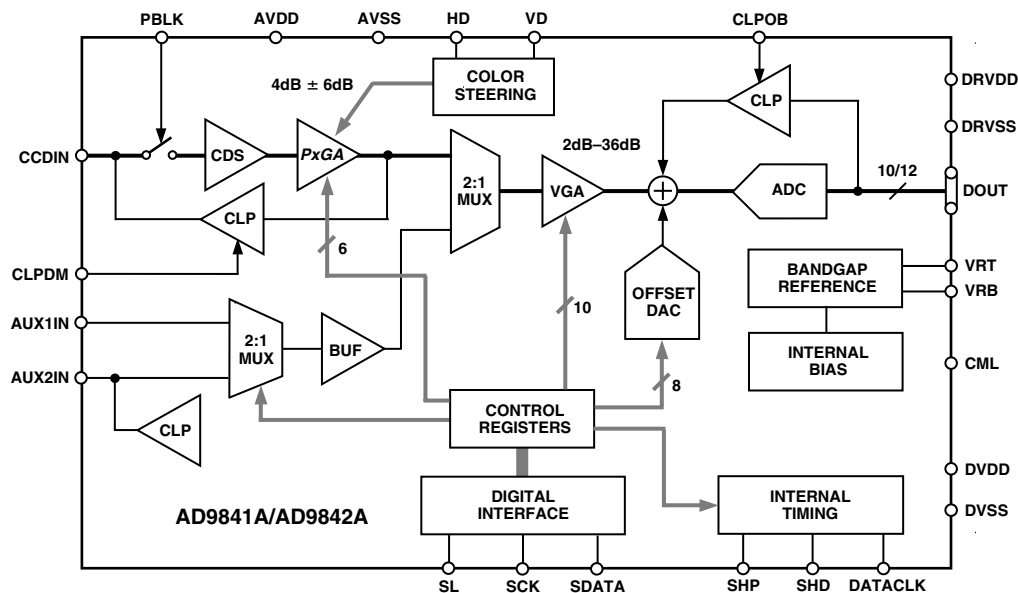 PBLK AVDD AVSS HD VD CLPOB
DRVDD
4dB ± 6dB
COLOR
STEERING
CLP
DRVSS
CCDIN
CDS
PxGA
2:1
MUX
2dB–36dB
VGA
ADC
10/12
DOUT
CLP
6
CLPDM
10
OFFSET
DAC
BANDGAP
REFERENCE
VRT
VRB
AUX1IN
2:1
MUX
BUF
INTERNAL
BIAS
CML
AUX2IN
8
CLP
CONTROL
REGISTERS
DVDD
AD9841A/AD9842A
DIGITAL
INTERFACE
INTERNAL
TIMING
DVSS
SL SCK SDATA SHP SHD DATACLK